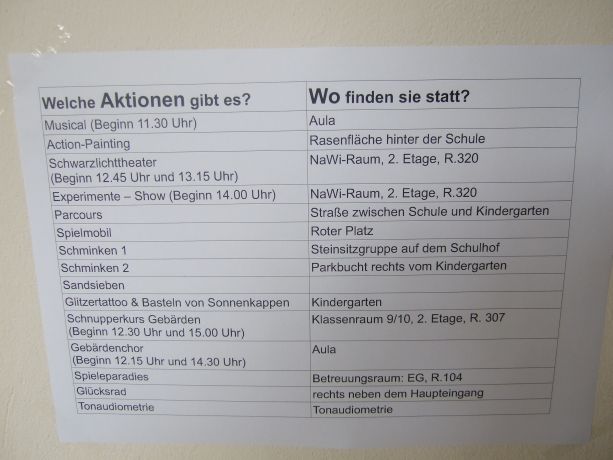 Welche Aktionen gibt es? Wo finden sie statt?
Musical (Beginn 11.30 Uhr) Aula
Action-Painting Rasenfläche hinter der Schule
Schwarzlichttheater NaWi-Raum, 2. Etage, R.320
(Beginn 12.45 Uhr und 13.15 Uhr)
Experimente – Show (Beginn 14.00 Uhr) NaWi-Raum, 2. Etage, R.320
Parcours Straße zwischen Schule und Kindergarten
Spielmobil Roter Platz
Schminken 1 Steinsitzgruppe auf dem Schulhof
Schminken 2 Parkbucht rechts vom Kindergarten
Sandsieben
Glitzertattoo & Basteln von Sonnenkappen Kindergarten
Schnupperkurs Gebärden Klassenraum 9/10, 2. Etage, R. 307
(Beginn 12.30 Uhr und 15.00 Uhr)
Gebärdenchor Aula
(Beginn 12.15 Uhr und 14.30 Uhr)
Spieleparadies Betreuungsraum: EG, R.104
Glücksrad rechts neben dem Haupteingang
Tonaudiometrie Tonaudiometrie